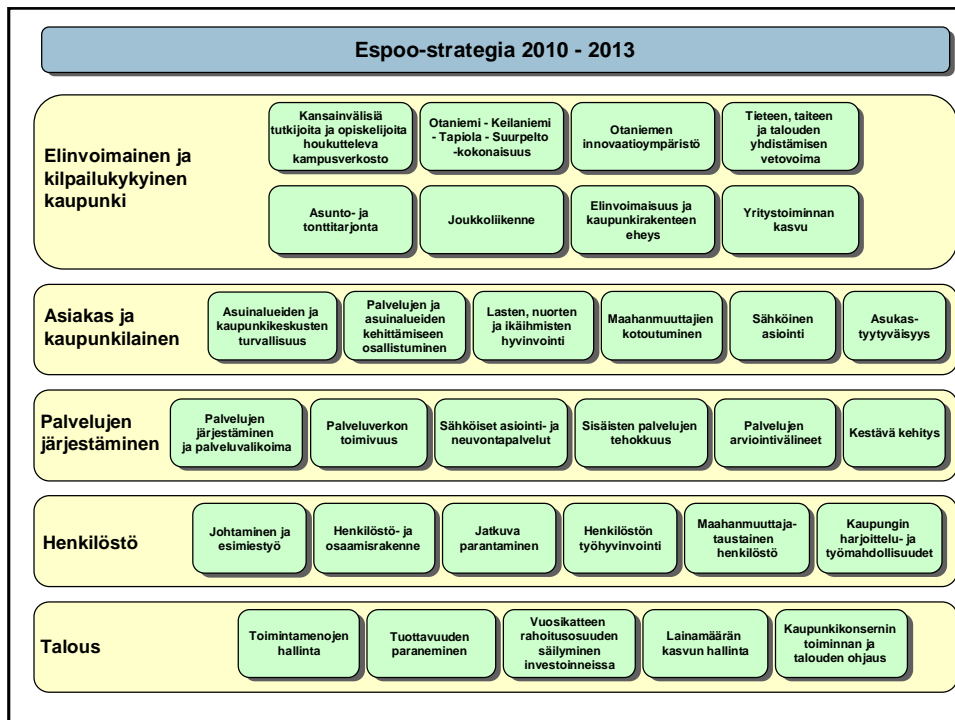 Espoo-strategia 2010 - 2013
Elinvoimainen ja
kilpailukykyinen
kaupunki
Kansainvälisiä
tutkijoita ja opiskelijoita
houkutteleva
kampusverkosto
Otaniemi - Keilaniemi
- Tapiola - Suurpelto
-kokonaisuus
Otaniemen
innovaatioympäristö
Tieteen, taiteen
ja talouden
yhdistämisen
vetovoima
Asunto- ja
tonttitarjonta
Joukkoliikenne
Elinvoimaisuus ja
kaupunkirakenteen
eheys
Yritystoiminnan
kasvu
Asiakas ja
kaupunkilainen
Asuinalueiden ja
kaupunkikeskusten
turvallisuus
Palvelujen ja
asuinalueiden
kehittämiseen
osallistuminen
Lasten, nuorten
ja ikäihmisten
hyvinvointi
Maahanmuuttajien
kotoutuminen
Sähköinen
asiointi
Asukas-
tyytyväisyys
Palvelujen
järjestäminen
Palvelujen
järjestäminen
ja palveluvalikoima
Palveluverkon
toimivuus
Sähköiset asiointi- ja
neuvontapalvelut
Sisäisten palvelujen
tehokkuus
Palvelujen
arviointivälineet
Kestävä kehitys
Henkilöstö
Johtaminen ja
esimiestyö
Henkilöstö- ja
osaamisrakenne
Jatkuva
parantaminen
Henkilöstön
työhyvinvointi
Maahanmuuttaja-
taustainen
henkilöstö
Kaupungin
harjoittelu- ja
työmahdollisuudet
Talous
Toimintamenojen
hallinta
Tuottavuuden
paraneminen
Vuosikatteen
rahoitusosuuden
säilyminen
investoinneissa
Lainamäärän
kasvun hallinta
Kaupunkikonsernin
toiminnan ja
talouden ohjaus